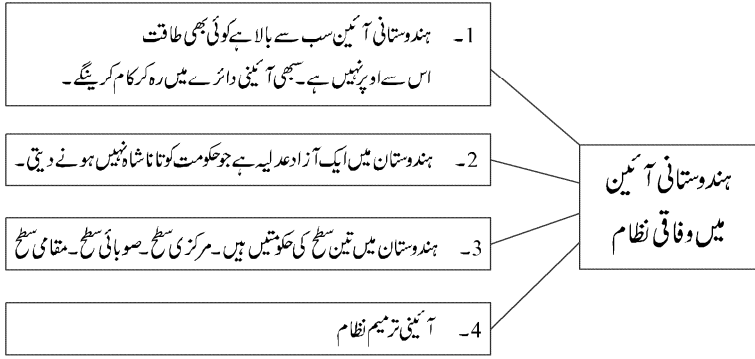 ہندوستانی آئین
میں وفاقی نظام
1۔ ہندوستانی آئین سب سے بالا ہے کوئی بھی طاقت
اس سے اوپر نہیں ہے۔ سبھی آئینی دائرے میں رہ کر کام کرینگے۔
2۔ ہندوستان میں ایک آزاد عدلیہ ہے جو حکومت کو تانا شاہ نہیں ہونے دیتی۔
3۔ ہندوستان میں تین سطح کی حکومتیں ہیں۔ مرکزی سطح۔ صوبائی سطح۔ مقامی سطح
4۔ آئینی ترمیم نظام